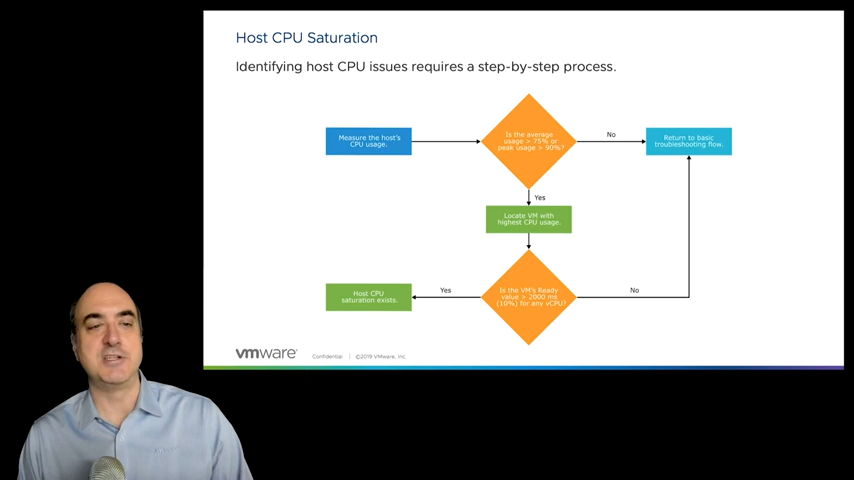 Host CPU Saturation
Identifying host CPU issues requires a step-by-step process.
Measure the host's
CPU usage.
Is the average
usage > 75% or
peak usage > 90%?
No
Return to basic
troubleshooting flow.
Yes
Locate VM with
highest CPU usage.
Host CPU
saturation exists.
Yes
Is the VM's Ready
value > 2000 ms
(10%) for any vCPU?
No
vmware®
Confidential | ©2019 VMware, Inc.